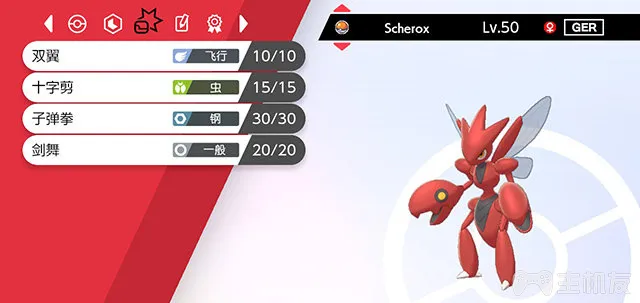 Scherox Lv.50 ♀ GER
双翼 飞行 10/10
十字剪 虫 15/15
子弹拳 钢 30/30
剑舞 一般 20/20
主机友